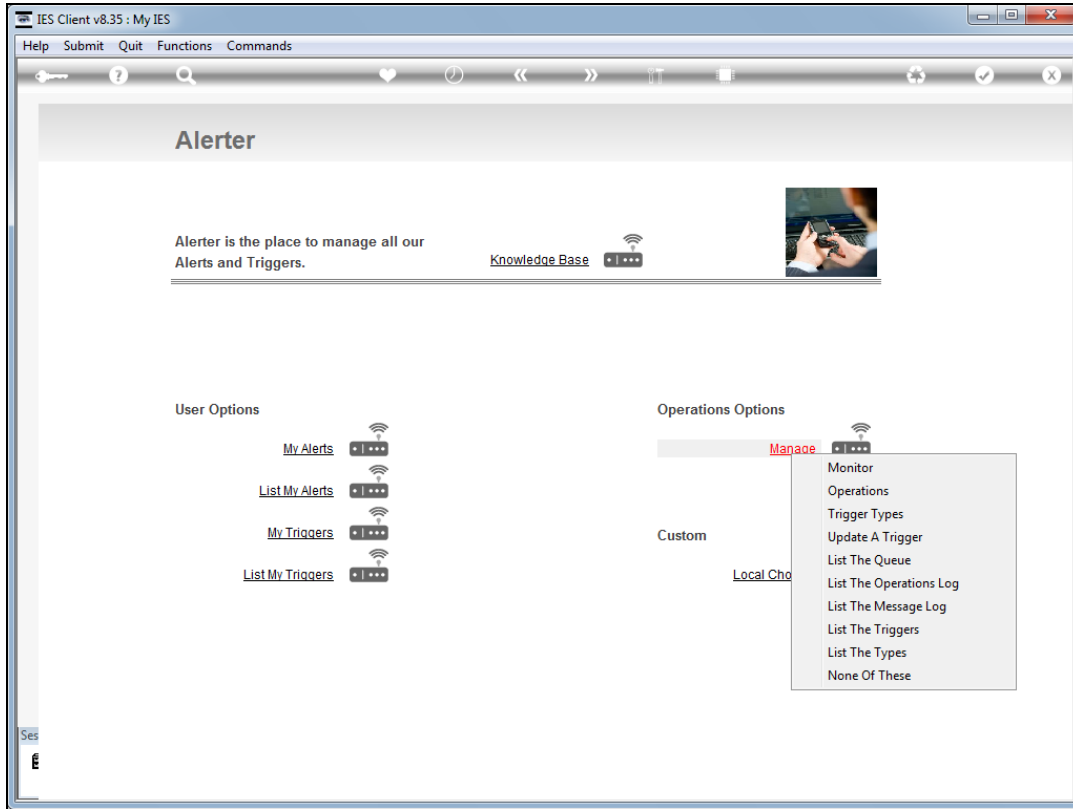 IES Client v8.35 : My IES
Help Submit Quit Functions Commands
Alerter
Alerter is the place to manage all our
Alerts and Triggers.
Knowledge Base
User Options
My Alerts
List My Alerts
My Triggers
List My Triggers
Operations Options
Manage
Custom
Local Cho
Monitor
Operations
Trigger Types
Update A Trigger
List The Queue
List The Operations Log
List The Message Log
List The Triggers
List The Types
None Of These
Ses